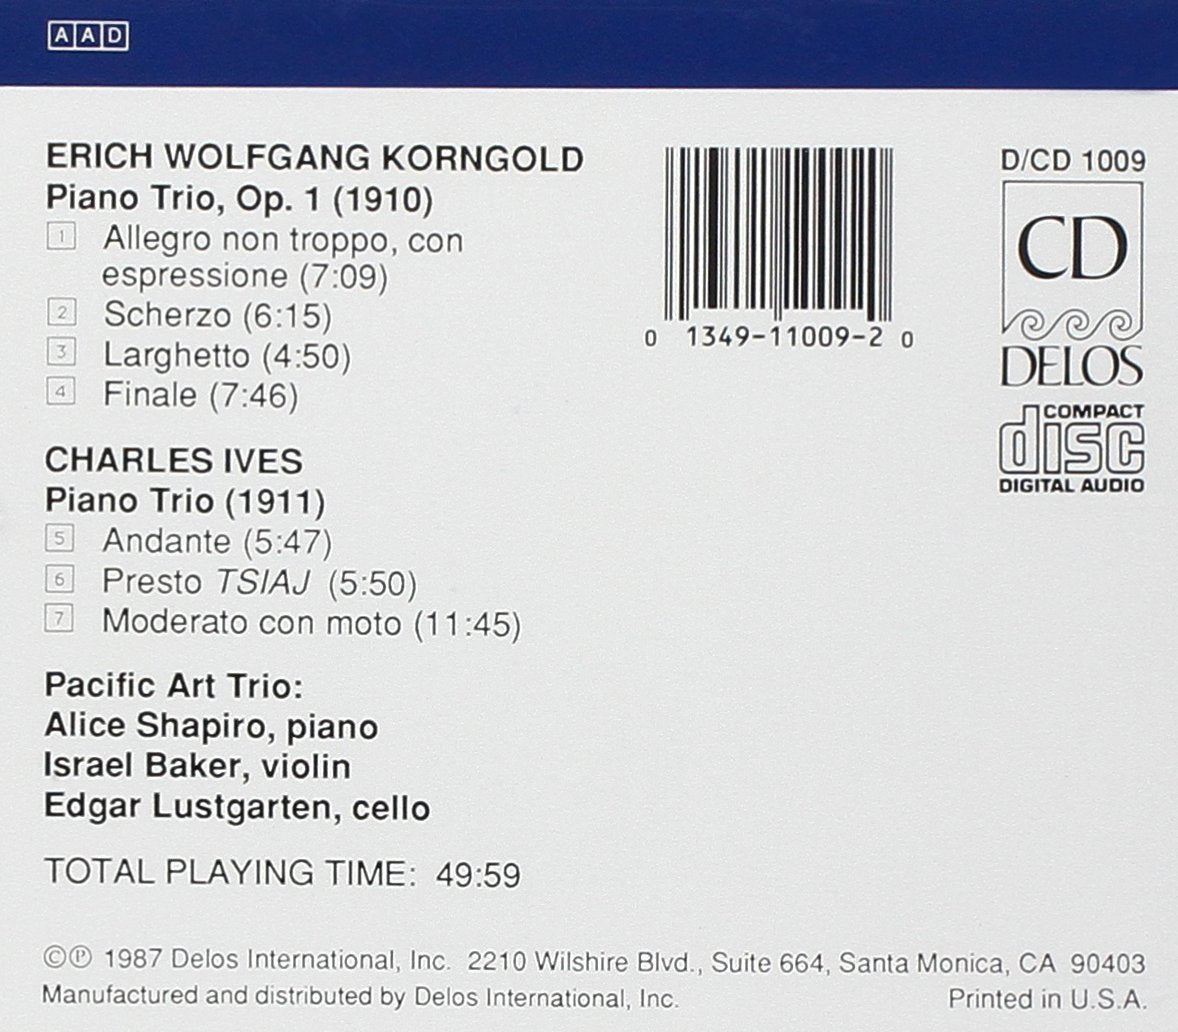 AAD
ERICH WOLFGANG KORNGOLD
Piano Trio, Op. 1 (1910)
1 Allegro non troppo, con
espressione (7:09)
2 Scherzo (6:15)
3 Larghetto (4:50)
4 Finale (7:46)
CHARLES IVES
Piano Trio (1911)
5 Andante (5:47)
6 Presto TSIAJ (5:50)
7 Moderato con moto (11:45)
Pacific Art Trio:
Alice Shapiro, piano
Israel Baker, violin
Edgar Lustgarten, cello
TOTAL PLAYING TIME: 49:59
0 1349-11009-2 0
D/CD 1009
CD
DELOS
COMPACT
disc
DIGITAL AUDIO
©℗ 1987 Delos International, Inc. 2210 Wilshire Blvd., Suite 664, Santa Monica, CA 90403
Manufactured and distributed by Delos International, Inc. Printed in U.S.A.